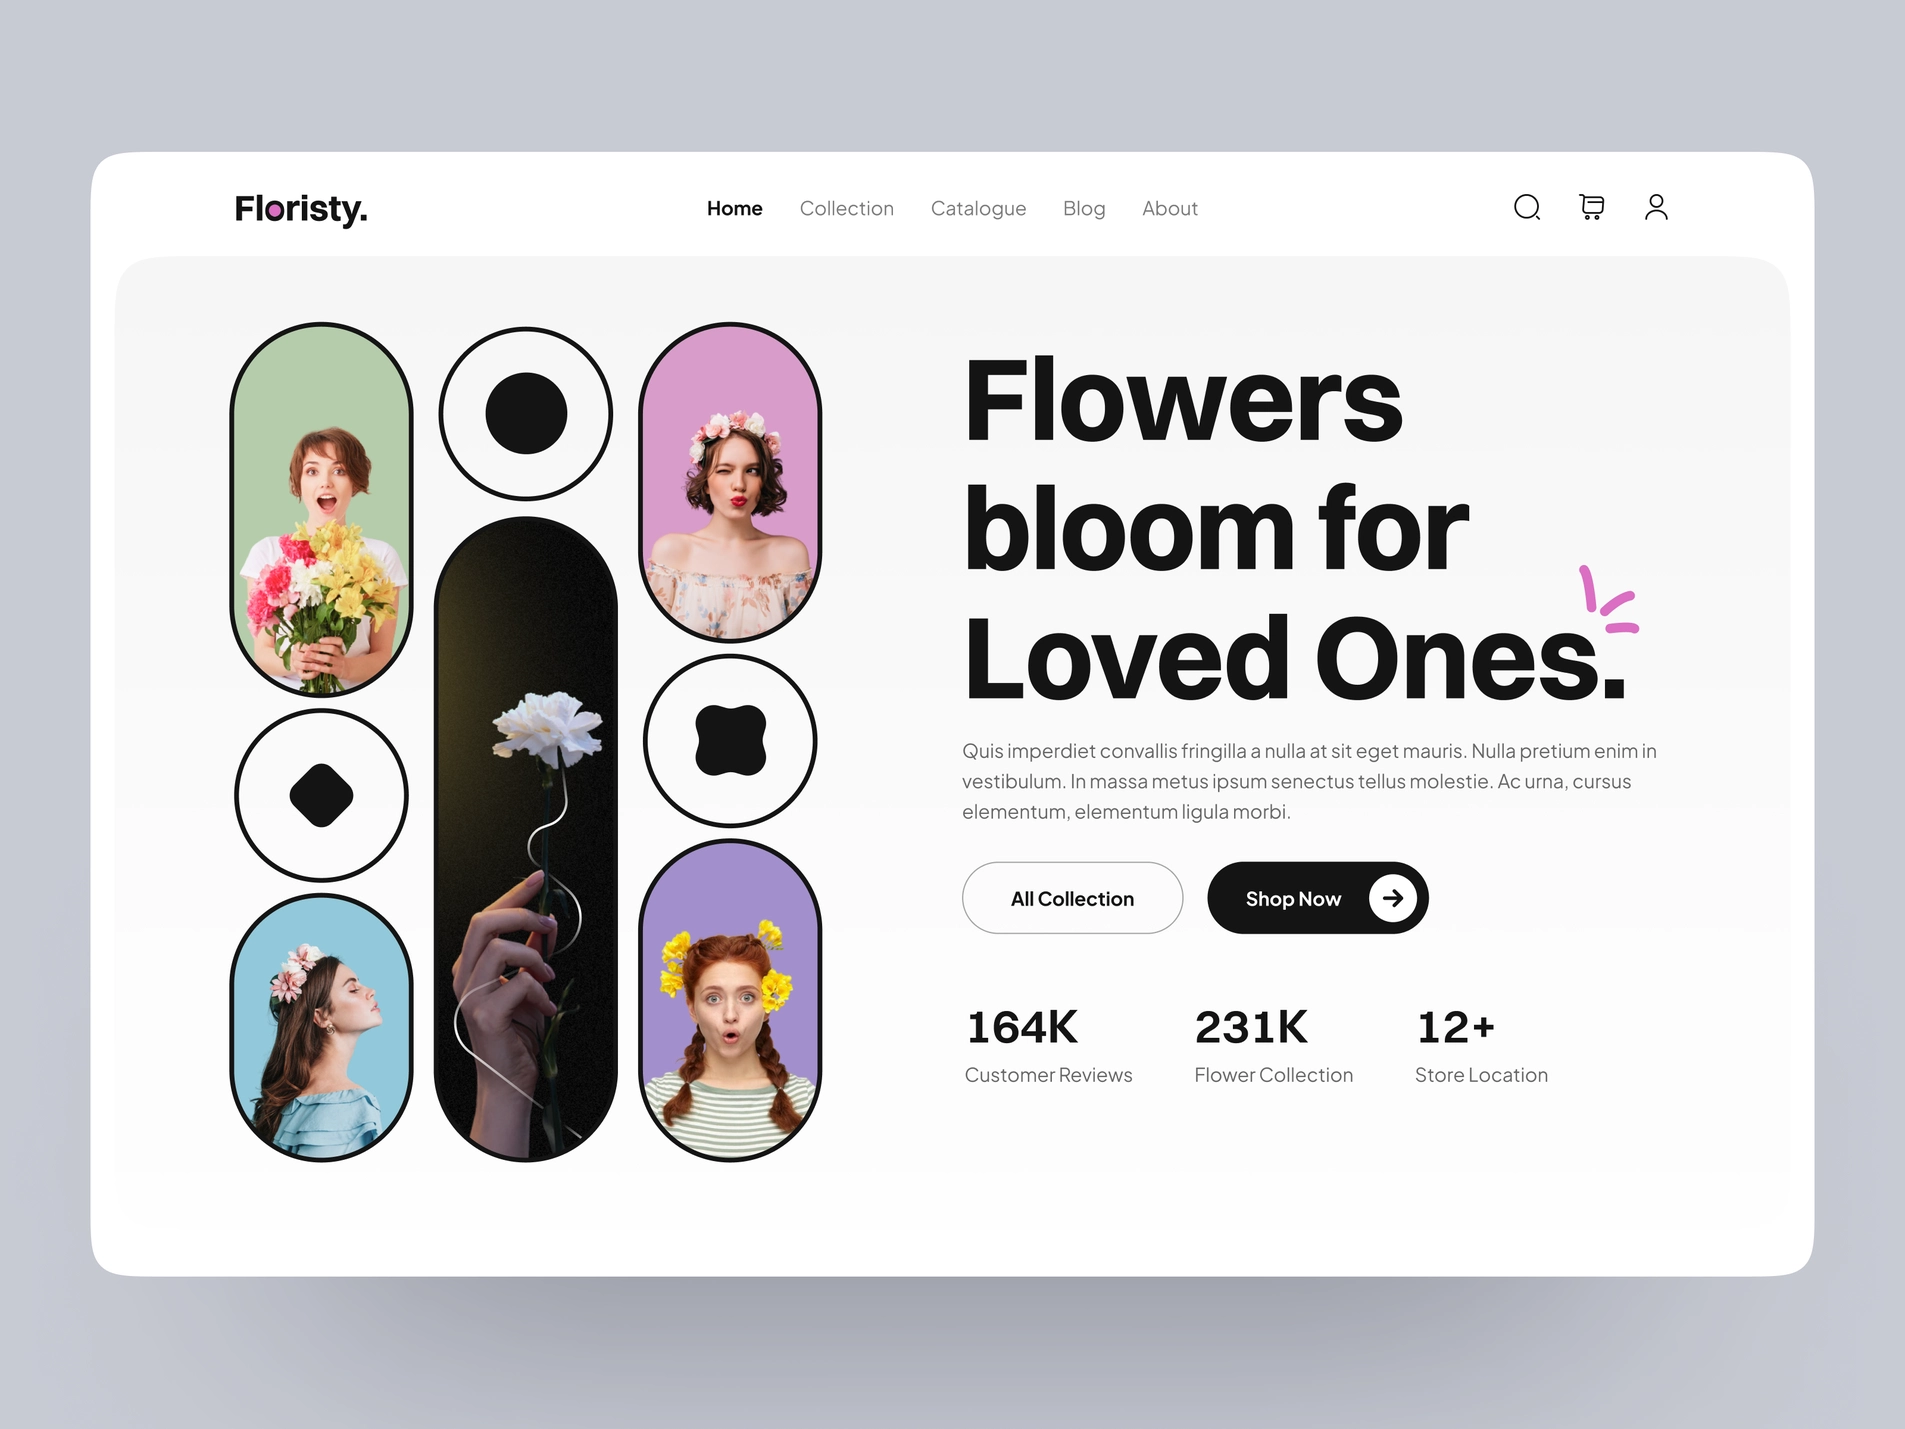 Floristy.
Home Collection Catalogue Blog About
Flowers
bloom for
Loved Ones.
Quis imperdiet convallis fringilla a nulla at sit eget mauris. Nulla pretium enim in
vestibulum. In massa metus ipsum senectus tellus molestie. Ac urna, cursus
elementum, elementum ligula morbi.
All Collection Shop Now
164K 231K 12+
Customer Reviews Flower Collection Store Location